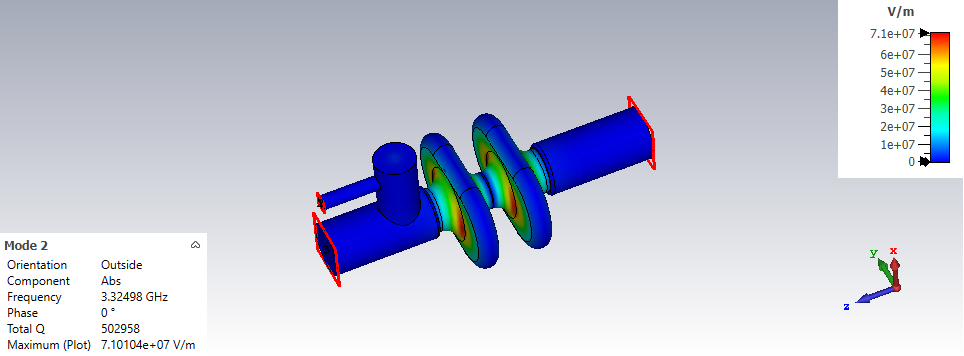 V/m
7.1e+07
6e+07
5e+07
4e+07
3e+07
2e+07
1e+07
0
y x
z
Mode 2
Orientation Outside
Component Abs
Frequency 3.32498 GHz
Phase 0 °
Total Q 502958
Maximum (Plot) 7.10104e+07 V/m